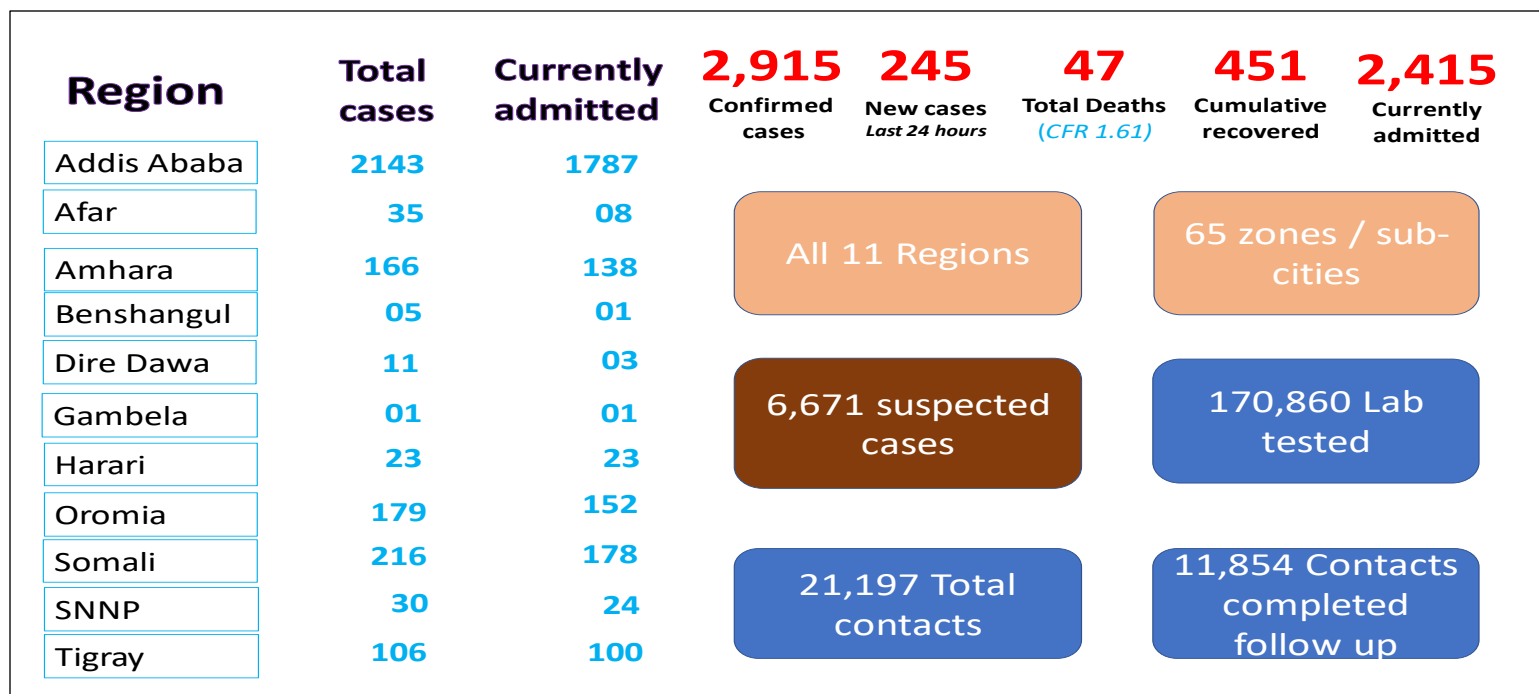 Region
Total
cases
Currently
admitted
Addis Ababa 2143 1787
Afar 35 08
Amhara 166 138
Benshangul 05 01
Dire Dawa 11 03
Gambela 01 01
Harari 23 23
Oromia 179 152
Somali 216 178
SNNP 30 24
Tigray 106 100
2,915
Confirmed
cases
245
New cases
Last 24 hours
47
Total Deaths
(CFR 1.61)
451
Cumulative
recovered
2,415
Currently
admitted
All 11 Regions
65 zones / sub-
cities
6,671 suspected
cases
170,860 Lab
tested
21,197 Total
contacts
11,854 Contacts
completed
follow up